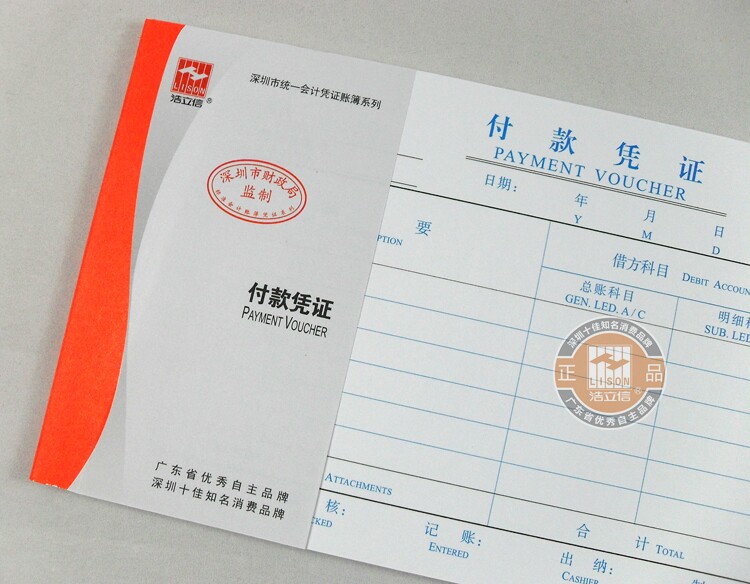 LISON
浩立信®
深圳市统一会计凭证账簿系列
深圳市财政局
监制
付款凭证
PAYMENT VOUCHER
广东省优秀自主品牌
深圳十佳知名消费品牌
付款凭证
PAYMENT VOUCHER
日期： 年 月 日
Y M D
要
PTION
借方科目 DEBIT ACCOUN
总账科目
GEN. LED. A/C
明细科
SUB. LED
深圳十佳知名消费品牌
正 品
LISON
浩立信®
广东省优秀自主品牌
ATTACHMENTS
合 计 TOTAL
核：
CKED
记 账：
ENTERED
出 纳：
CASHIER